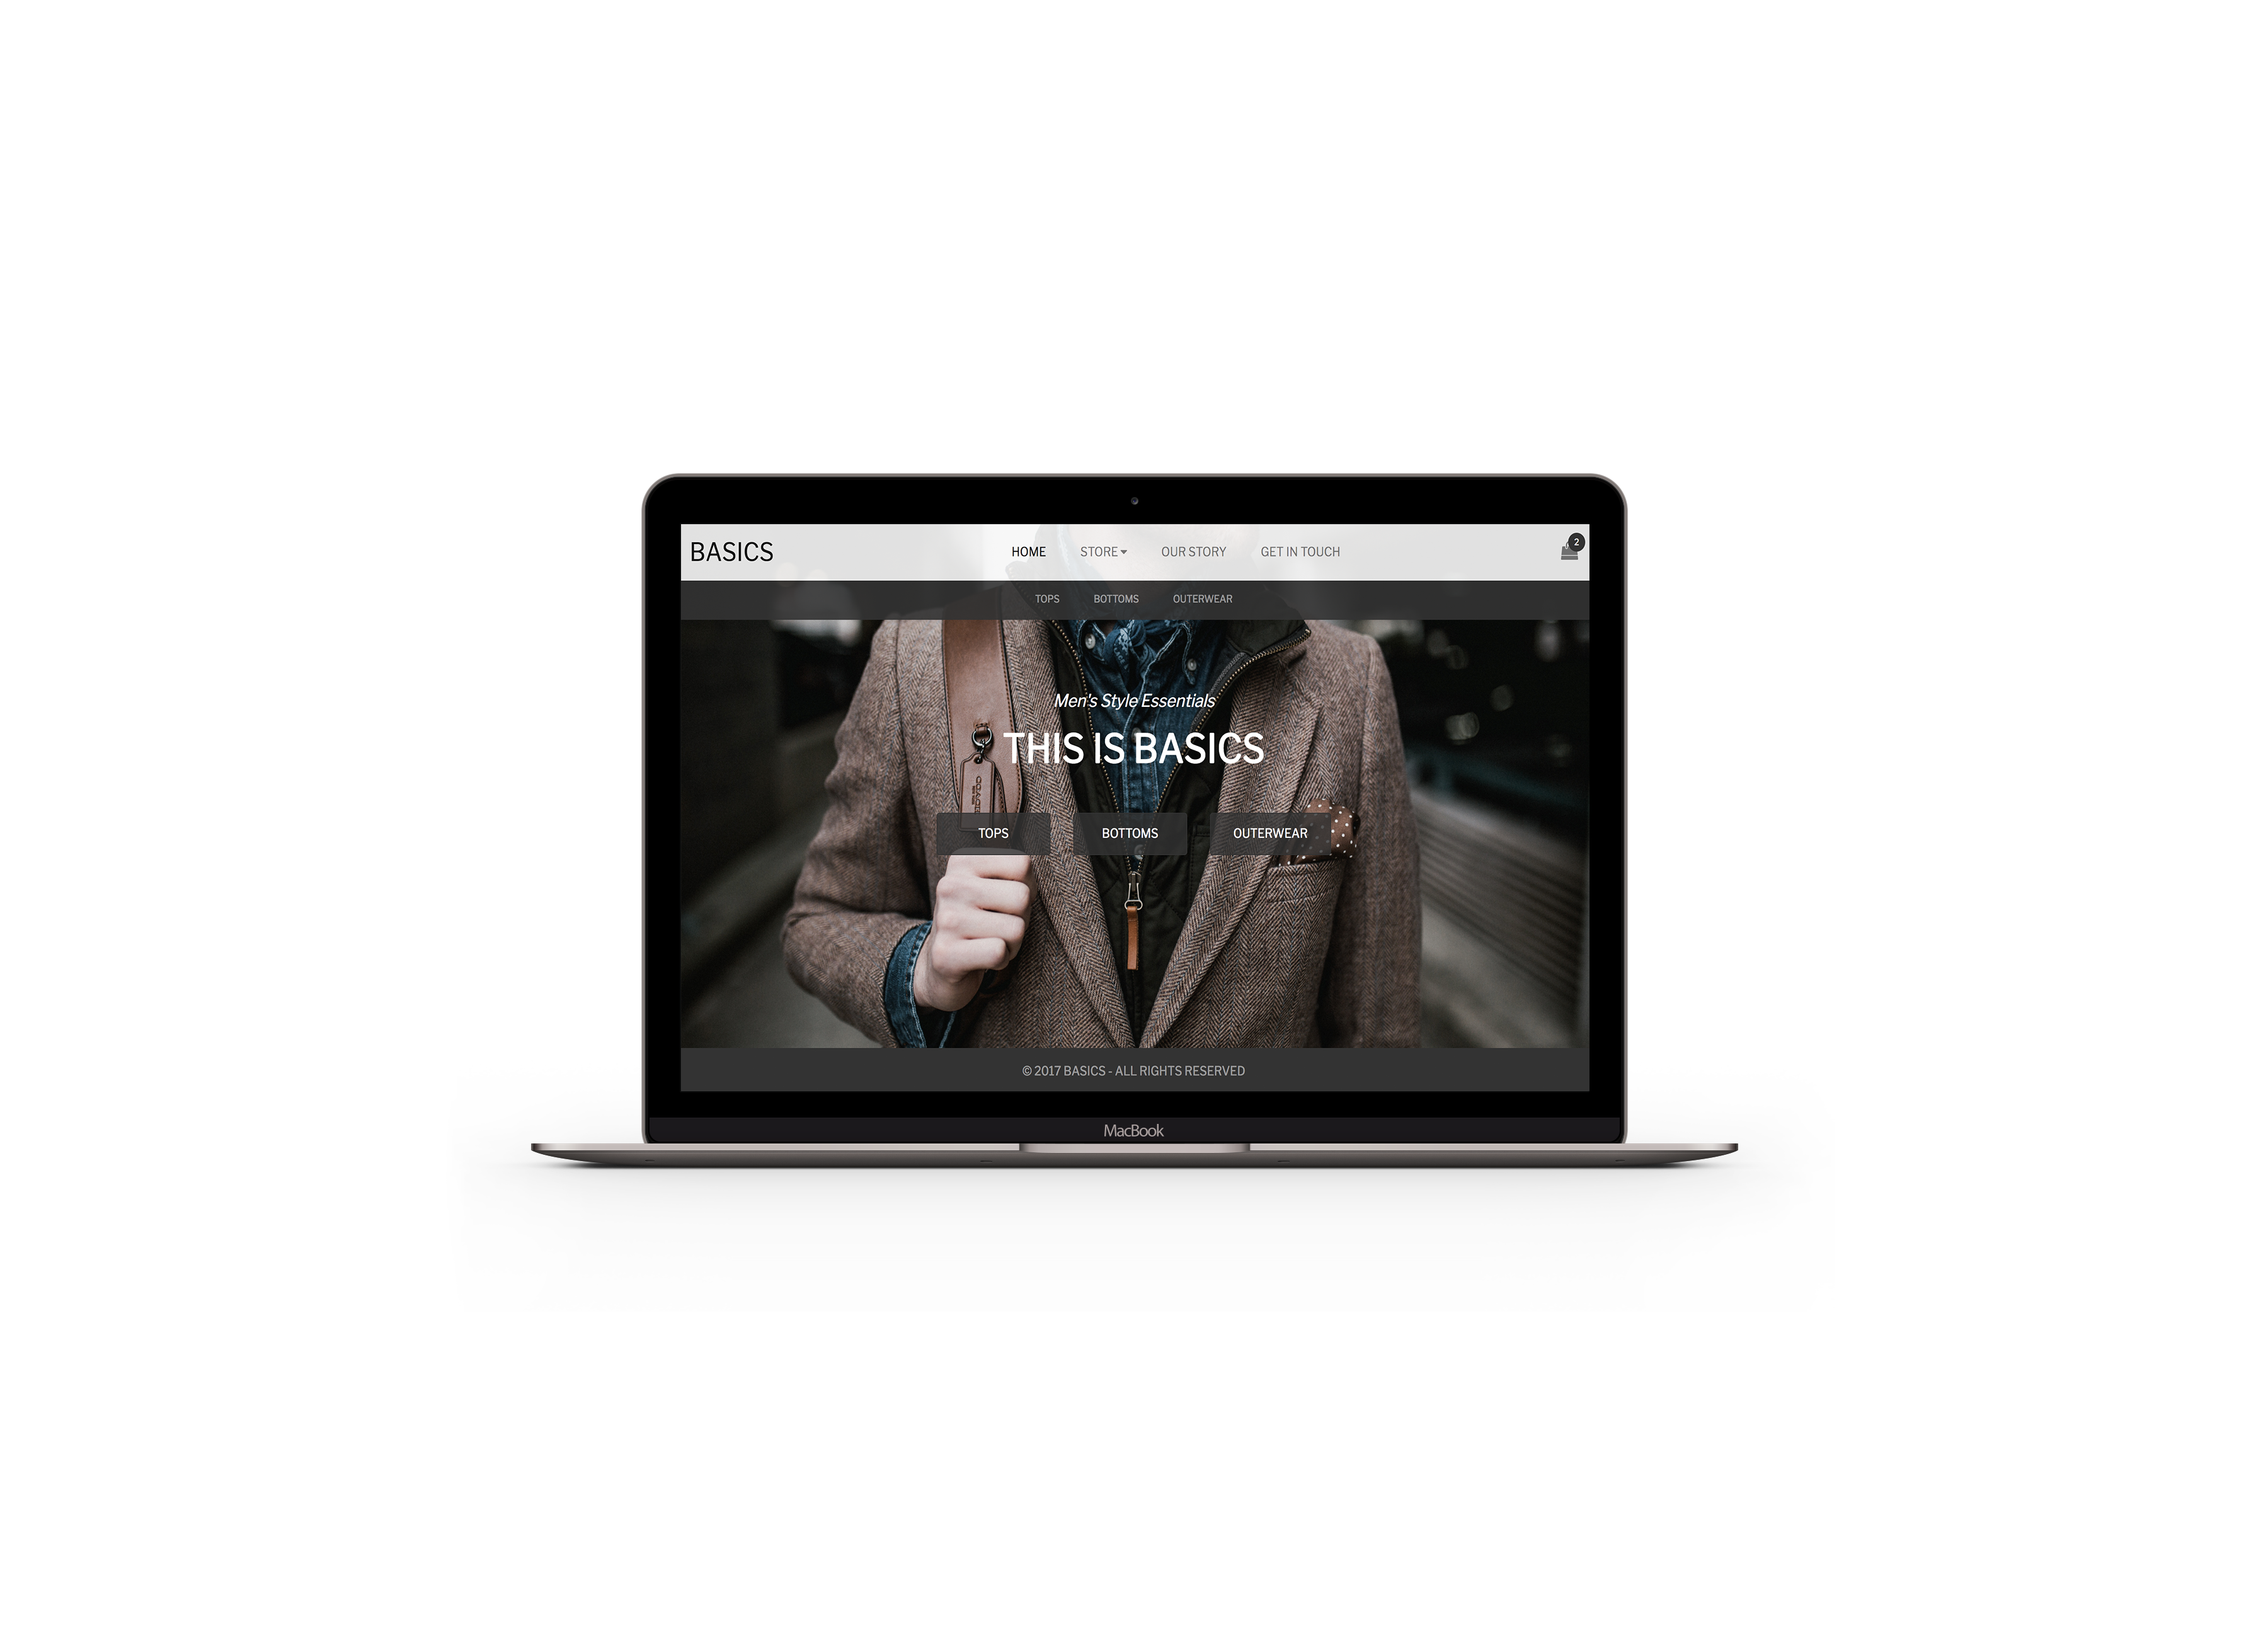 BASICS HOME STORE OUR STORY GET IN TOUCH 2
TOPS BOTTOMS OUTERWEAR
Men's Style Essentials
THIS IS BASICS
COACH
TOPS BOTTOMS OUTERWEAR
© 2017 BASICS - ALL RIGHTS RESERVED
MacBook